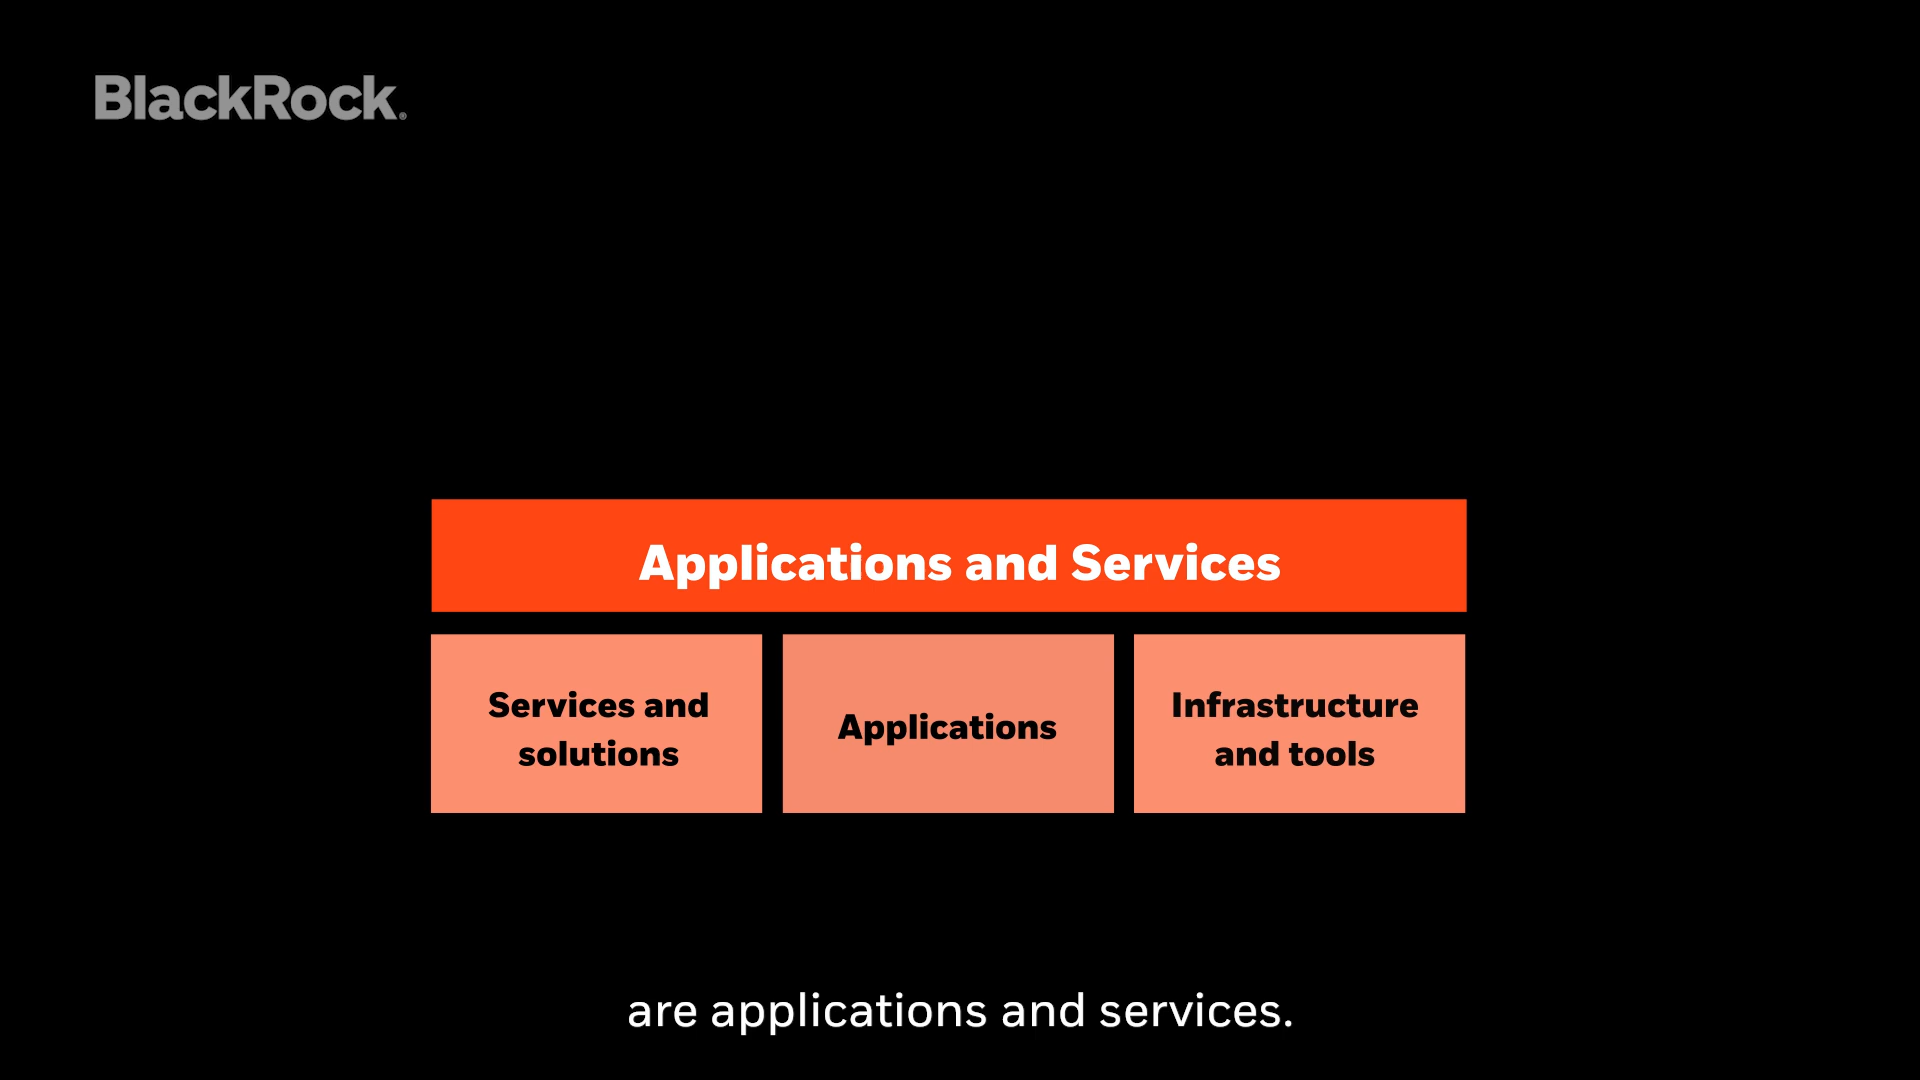 BlackRock®
Applications and Services
Services and
solutions
Applications
Infrastructure
and tools
are applications and services.